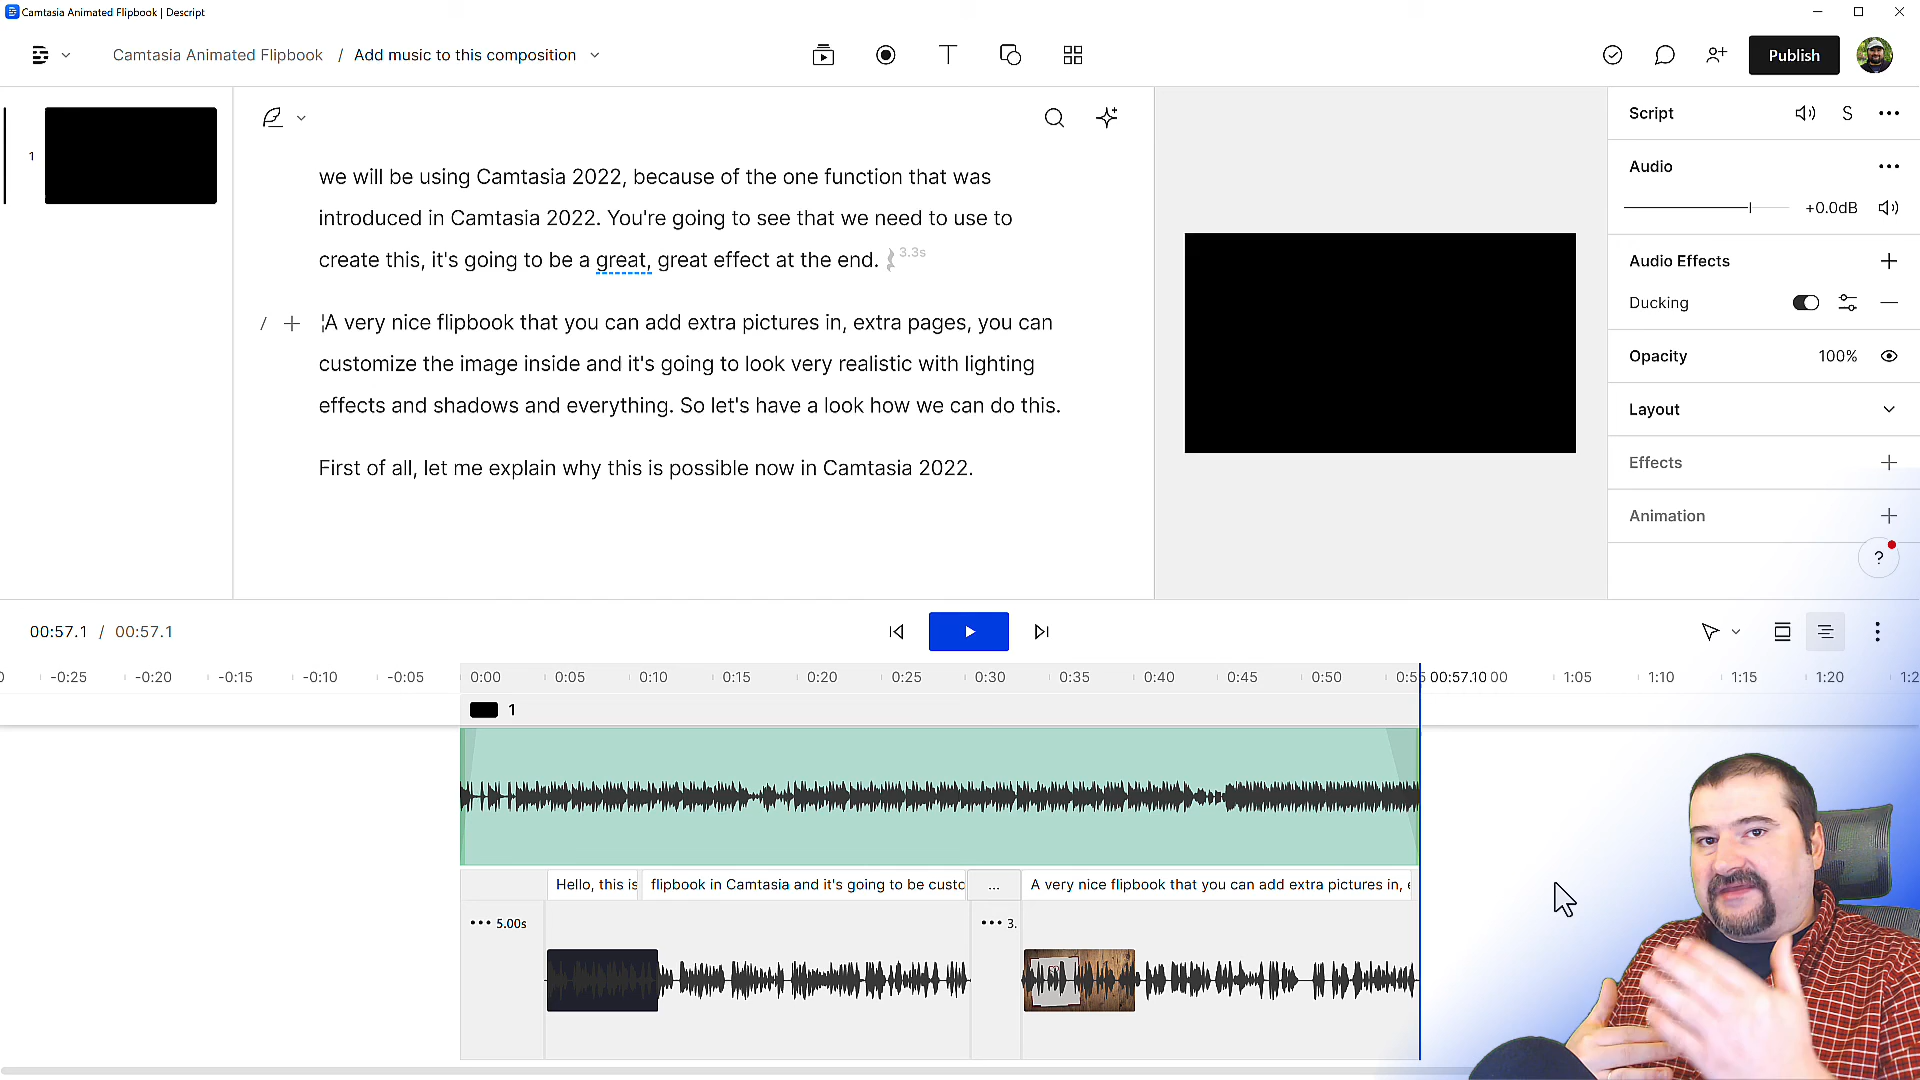 Camtasia Animated Flipbook | Descript
Camtasia Animated Flipbook / Add music to this composition
Publish
1
we will be using Camtasia 2022, because of the one function that was
introduced in Camtasia 2022. You're going to see that we need to use to
create this, it's going to be a great, great effect at the end. 3.3s
/ + A very nice flipbook that you can add extra pictures in, extra pages, you can
customize the image inside and it's going to look very realistic with lighting
effects and shadows and everything. So let's have a look how we can do this.
First of all, let me explain why this is possible now in Camtasia 2022.
Script S
Audio
+0.0dB
Audio Effects
Ducking
Opacity 100%
Layout
Effects
Animation
?
00:57.1 / 00:57.1
0 -0:25 -0:20 -0:15 -0:10 -0:05 0:00 0:05 0:10 0:15 0:20 0:25 0:30 0:35 0:40 0:45 0:50 0:55 00:57.10 00 1:05 1:10 1:15 1:20 1:2
1
Hello, this is flipbook in Camtasia and it's going to be custo ... A very nice flipbook that you can add extra pictures in, e
••• 5.00s ••• 3.